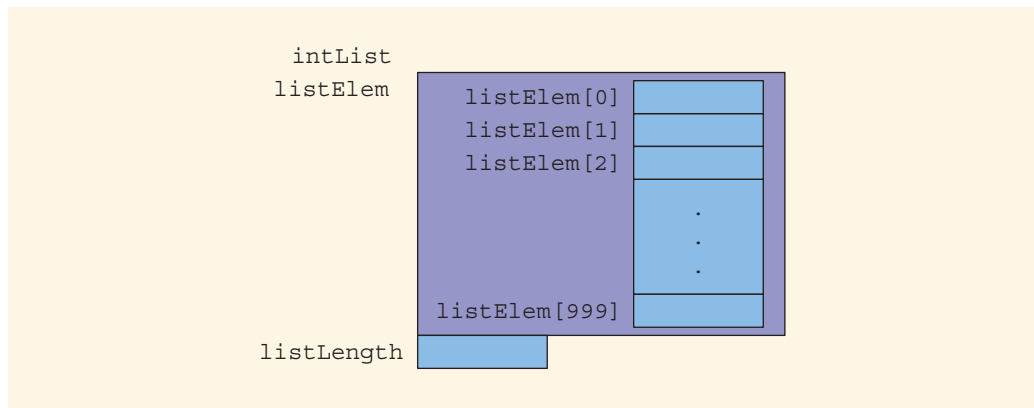 intList
listElem
listElem[0]
listElem[1]
listElem[2]
.
.
.
listElem[999]
listLength